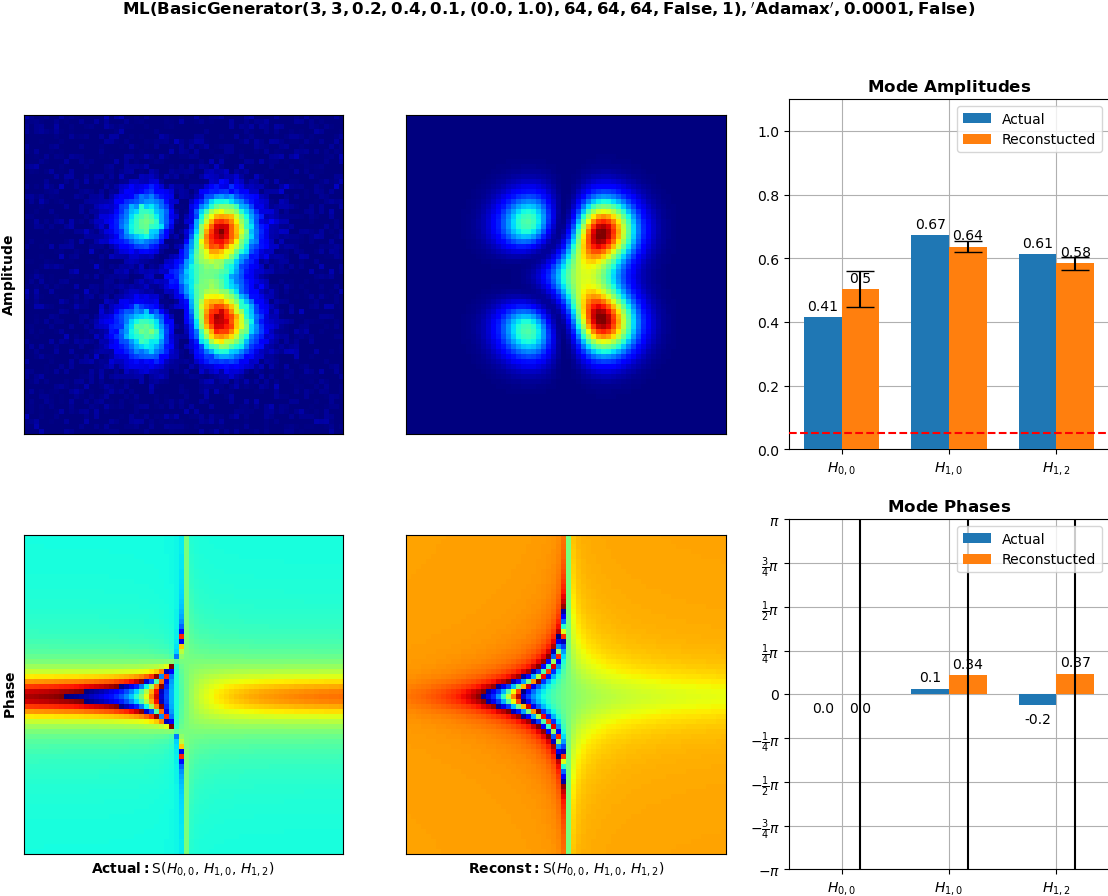 ML(BasicGenerator(3, 3, 0.2, 0.4, 0.1, (0.0, 1.0), 64, 64, 64, False, 1), 'Adamax', 0.0001, False)
Amplitude
Mode Amplitudes
Actual
Reconstucted
1.0
0.8
0.6
0.4
0.2
0.0
0.41
0.5
0.67
0.64
0.61
0.58
H0,0
H1,0
H1,2
Phase
Actual: S(H0,0, H1,0, H1,2)
Reconst: S(H0,0, H1,0, H1,2)
Mode Phases
Actual
Reconstucted
π
3/4π
1/2π
1/4π
0
−1/4π
−1/2π
−3/4π
−π
0.0
0.0
0.1
0.34
-0.2
0.37
H0,0
H1,0
H1,2